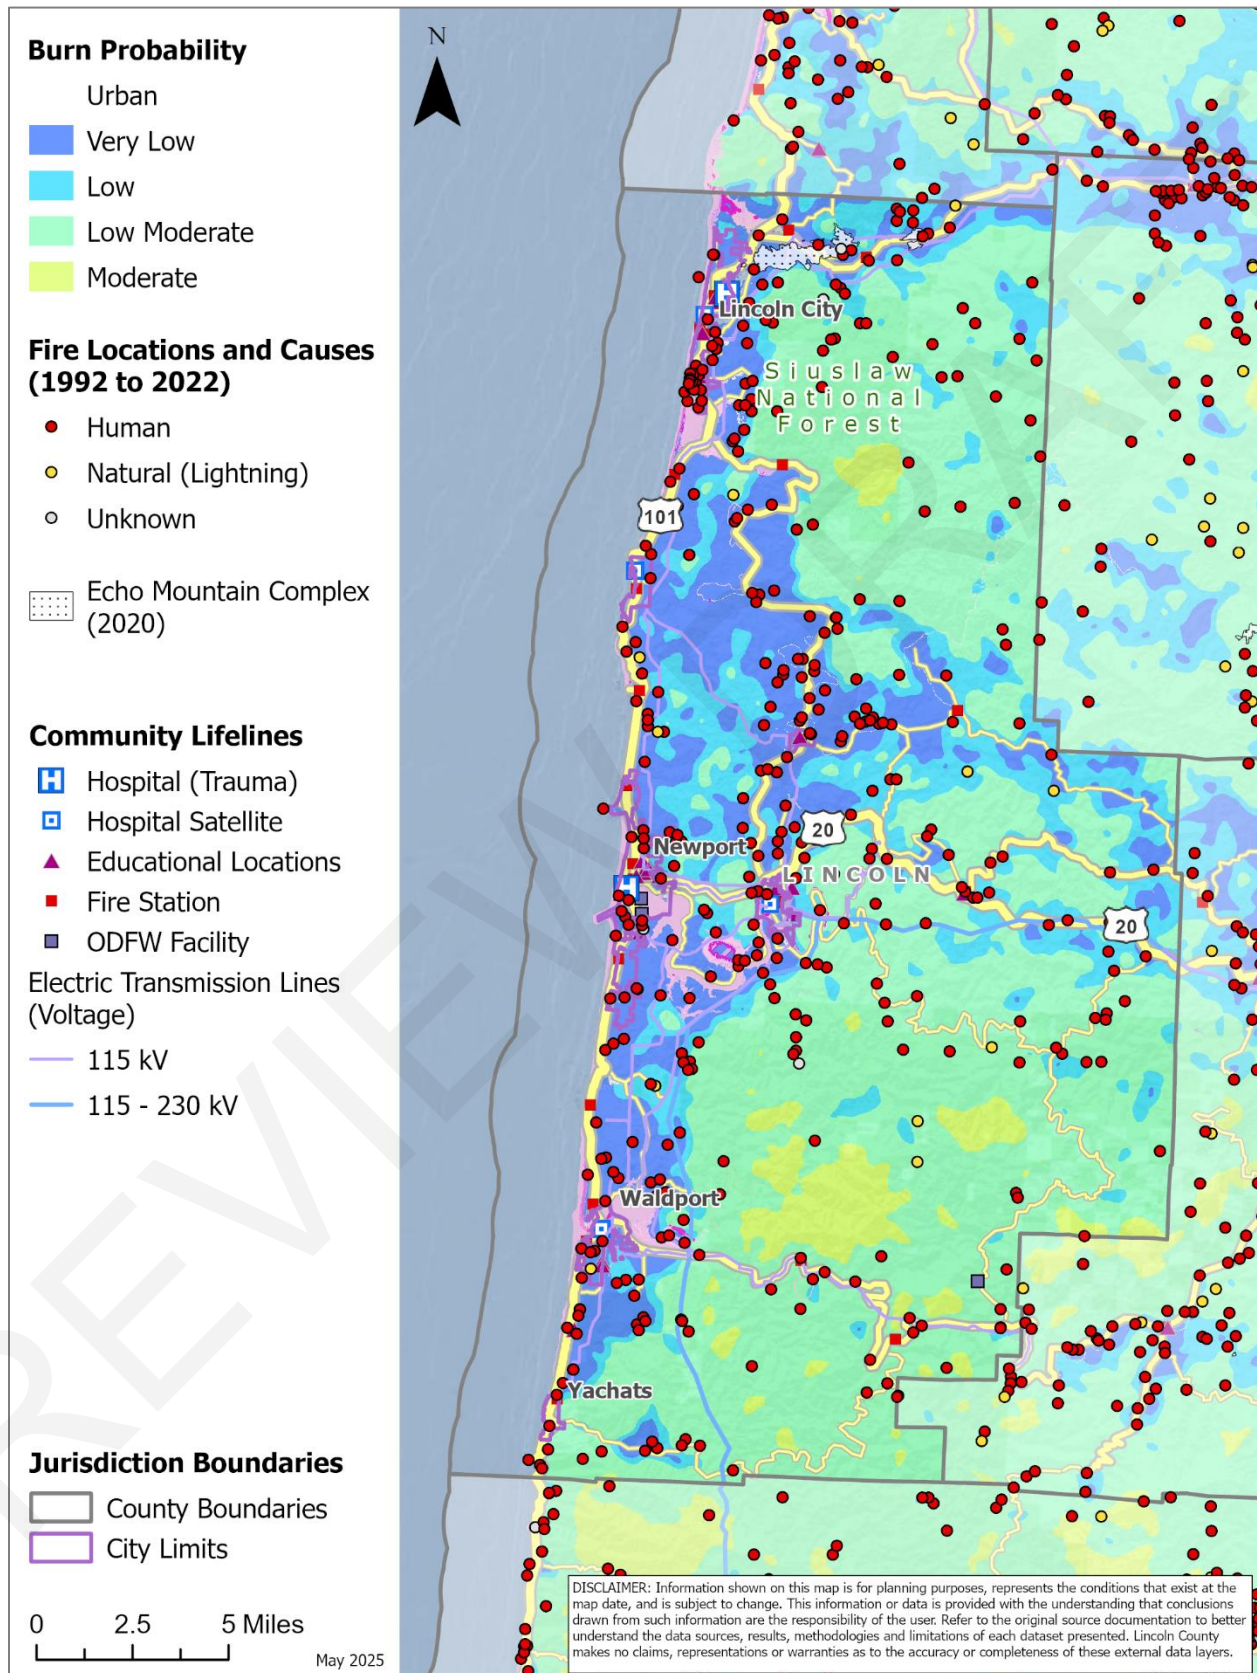 Burn Probability
Urban
Very Low
Low
Low Moderate
Moderate
Fire Locations and Causes
(1992 to 2022)
Human
Natural (Lightning)
Unknown
Echo Mountain Complex
(2020)
Community Lifelines
Hospital (Trauma)
Hospital Satellite
Educational Locations
Fire Station
ODFW Facility
Electric Transmission Lines
(Voltage)
115 kV
115 - 230 kV
Jurisdiction Boundaries
County Boundaries
City Limits
0 2.5 5 Miles
May 2025
N
H
Lincoln City
Siuslaw
National
Forest
101
20
Newport
LINCOLN
H
20
Waldport
Yachats
PREVIEW DRAFT
DISCLAIMER: Information shown on this map is for planning purposes, represents the conditions that exist at the
map date, and is subject to change. This information or data is provided with the understanding that conclusions
drawn from such information are the responsibility of the user. Refer to the original source documentation to better
understand the data sources, results, methodologies and limitations of each dataset presented. Lincoln County
makes no claims, representations or warranties as to the accuracy or completeness of these external data layers.